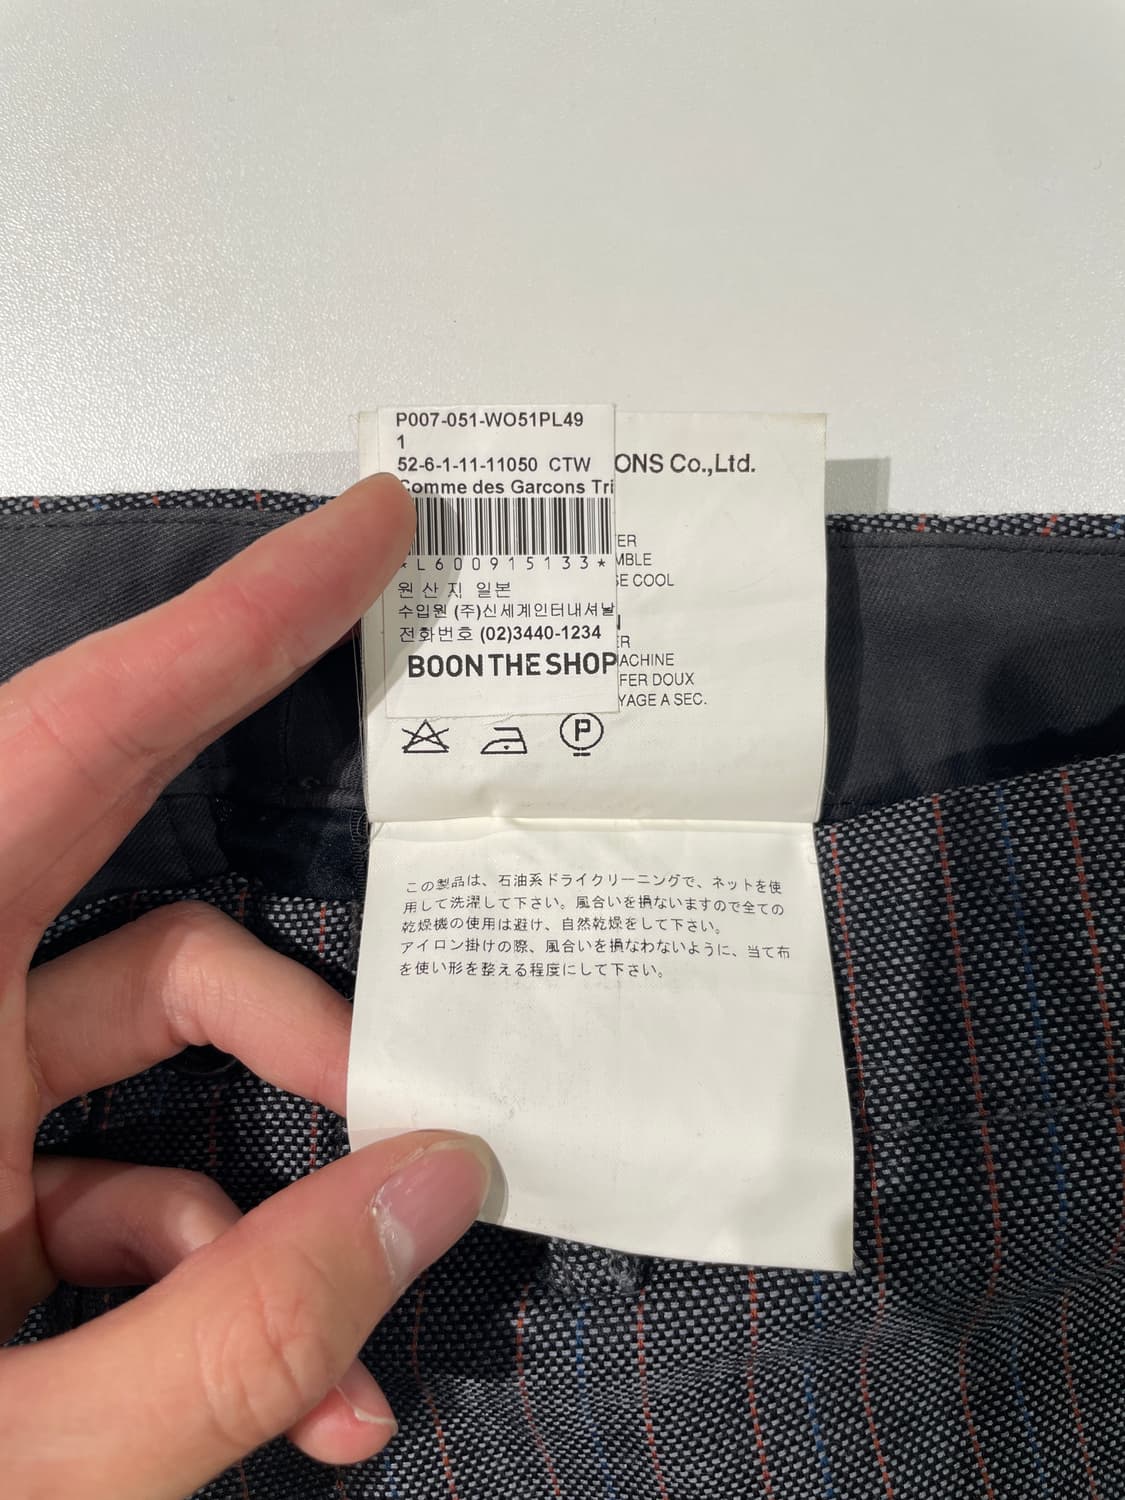 P007-051-WO51PL49
1
52-6-1-11-11050 CTW
Comme des Garcons Tri
*L600915133*
원산지 일본
수입원 (주)신세계인터내셔날
전화번호 (02)3440-1234
BOONTHESHOP
ONS Co.,Ltd.
ER
MBLE
GE COOL
N
ER
MACHINE
FER DOUX
YAGE A SEC.
P
この製品は、石油系ドライクリーニングで、ネットを使
用して洗濯して下さい。風合いを損ないますので全ての
乾燥機の使用は避け、自然乾燥をして下さい。
アイロン掛けの際、風合いを損なわないように、当て布
を使い形を整える程度にして下さい。